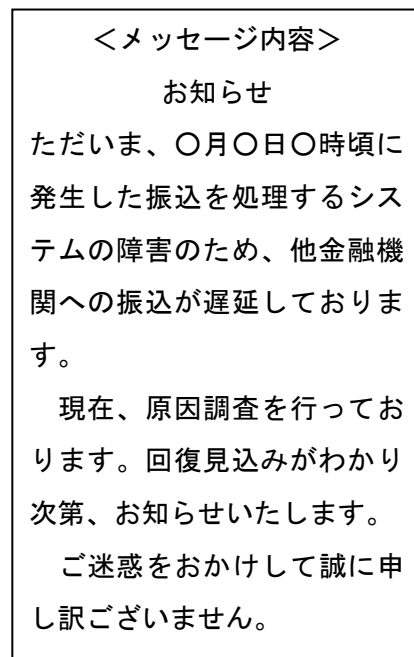 ＜メッセージ内容＞
お知らせ
ただいま、〇月〇日〇時頃に
発生した振込を処理するシス
テムの障害のため、他金融機
関への振込が遅延しておりま
す。
　現在、原因調査を行ってお
ります。回復見込みがわかり
次第、お知らせいたします。
　ご迷惑をおかけして誠に申
し訳ございません。